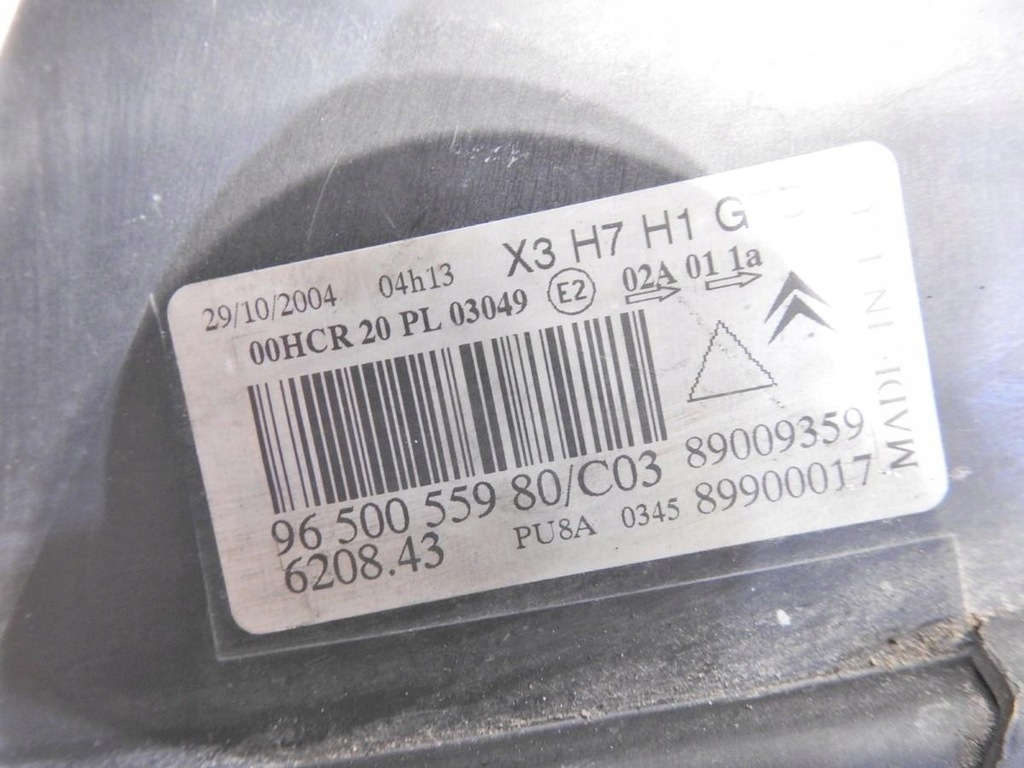 X3 H7 H1 G
29/10/2004 04h13
00HCR 20 PL 03049 E2 02A 01 1a
96 500 559 80/C03 89009359
6208.43 PU8A 0345 89900017
MADE IN